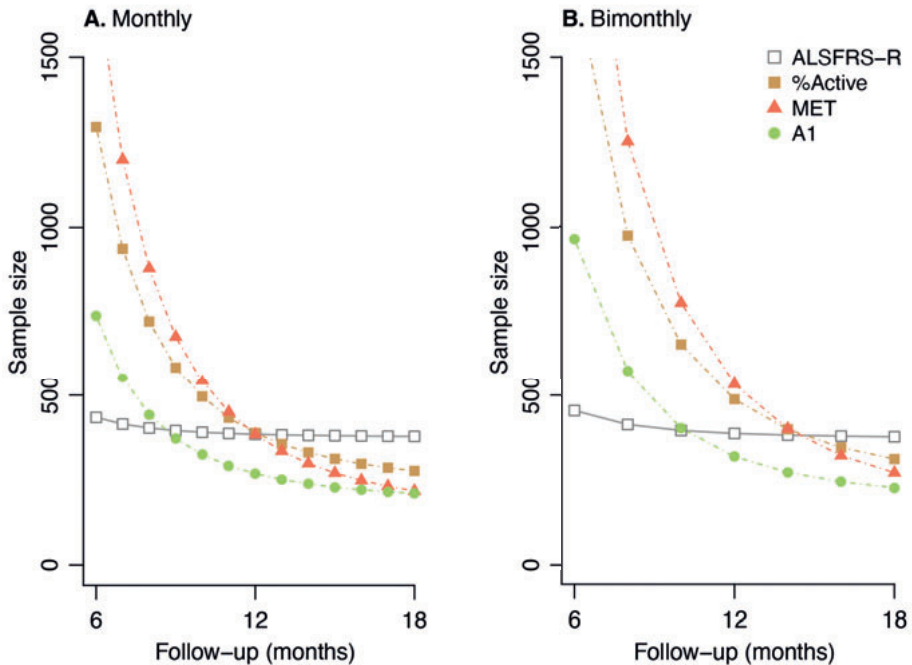 A. Monthly
1500
1000
500
0
Sample size
6
12
18
Follow-up (months)
B. Bimonthly
ALSFRS-R
%Active
MET
A1
1500
1000
500
0
Sample size
6
12
18
Follow-up (months)